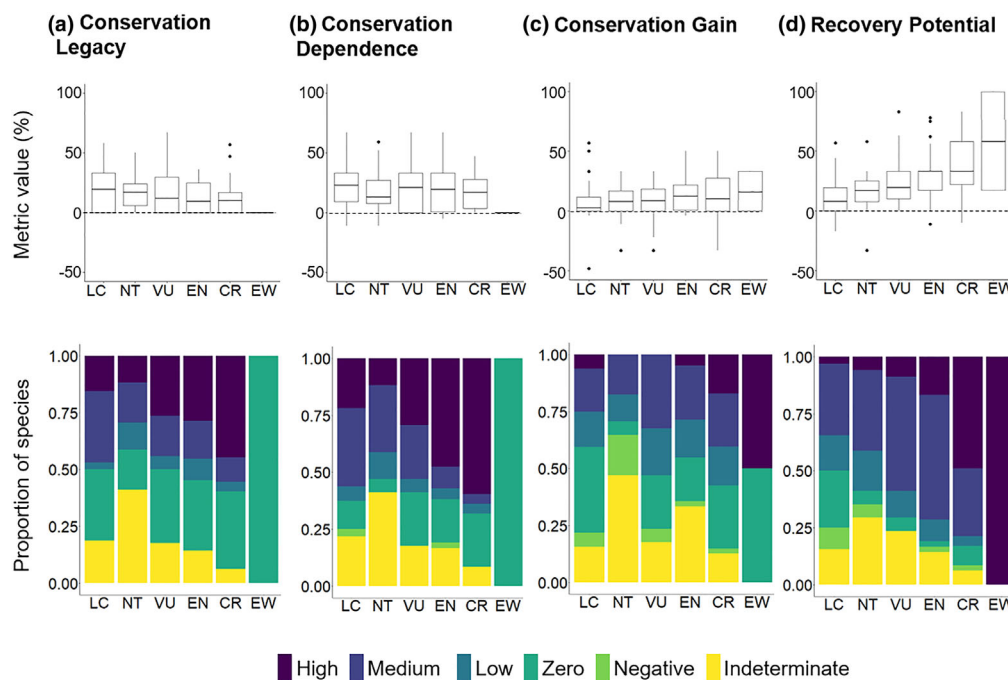 (a) Conservation
Legacy
(b) Conservation
Dependence
(c) Conservation Gain
(d) Recovery Potential
Metric value (%)
100
50
0
-50
LC NT VU EN CR EW
100
50
0
-50
LC NT VU EN CR EW
100
50
0
-50
LC NT VU EN CR EW
100
50
0
-50
LC NT VU EN CR EW
Proportion of species
1.00
0.75
0.50
0.25
0.00
LC NT VU EN CR EW
1.00
0.75
0.50
0.25
0.00
LC NT VU EN CR EW
1.00
0.75
0.50
0.25
0.00
LC NT VU EN CR EW
1.00
0.75
0.50
0.25
0.00
LC NT VU EN CR EW
High Medium Low Zero Negative Indeterminate